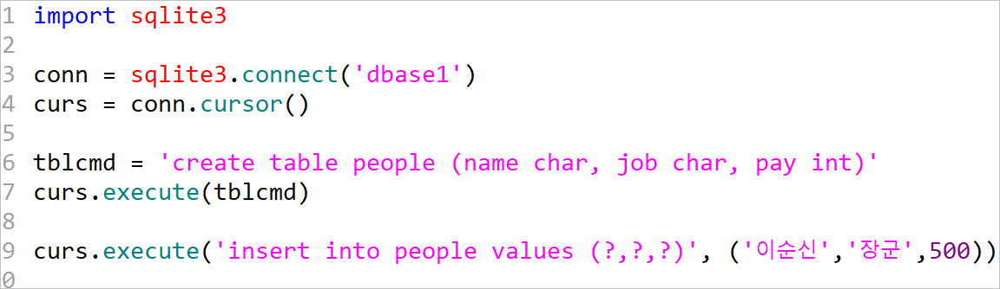 1 import sqlite3
2
3 conn = sqlite3.connect('dbase1')
4 curs = conn.cursor()
5
6 tblcmd = 'create table people (name char, job char, pay int)'
7 curs.execute(tblcmd)
8
9 curs.execute('insert into people values (?,?,?)', ('이순신','장군',500))
0